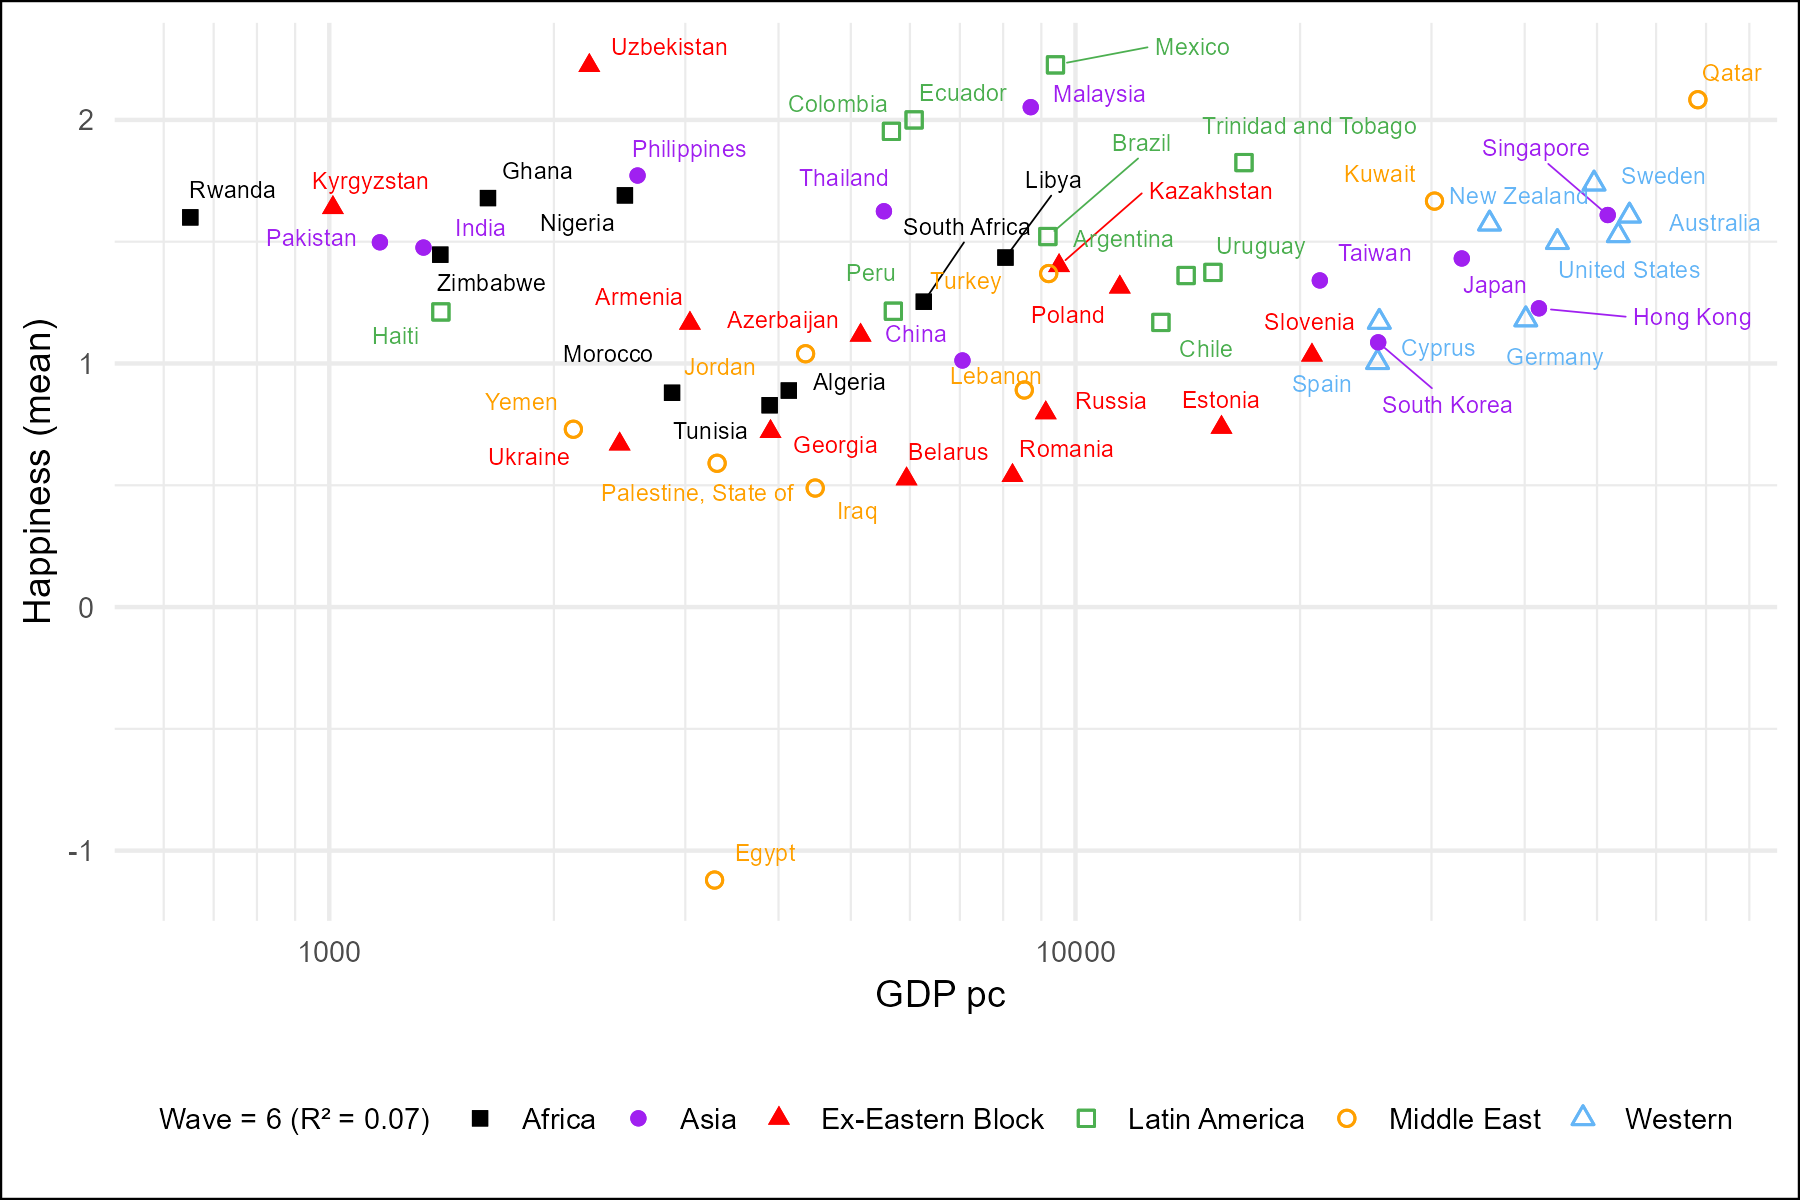 Uzbekistan
Mexico
Qatar
Colombia
Ecuador
Malaysia
Trinidad and Tobago
Philippines
Brazil
Singapore
Ghana
Thailand
Libya
Kuwait
Sweden
Rwanda
Kyrgyzstan
Kazakhstan
New Zealand
Nigeria
South Africa
Australia
Pakistan
India
Argentina
Uruguay
Taiwan
United States
Zimbabwe
Peru
Turkey
Japan
Armenia
Azerbaijan
Poland
Slovenia
Hong Kong
Haiti
China
Chile
Cyprus
Germany
Morocco
Jordan
Algeria
Lebanon
Spain
Yemen
Russia
Estonia
South Korea
Tunisia
Ukraine
Georgia
Belarus
Romania
Palestine, State of
Iraq
Egypt
2
1
0
-1
Happiness (mean)
1000
10000
GDP pc
Wave = 6 (R² = 0.07) Africa Asia Ex-Eastern Block Latin America Middle East Western